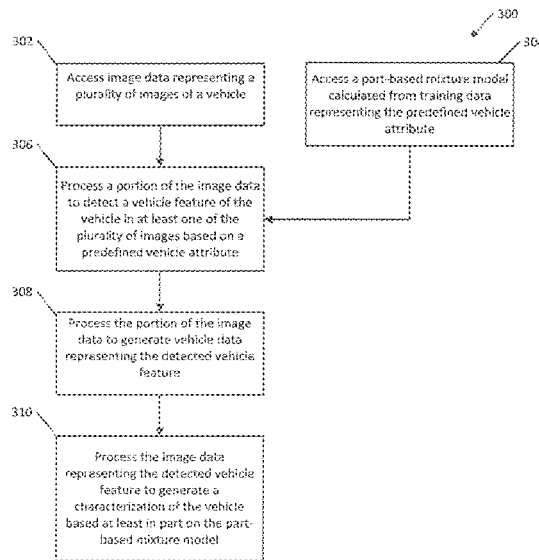 300
302
Access image data representing a
plurality of images of a vehicle
304
Access a part-based mixture model
calculated from training data
representing the predefined vehicle
attribute
306
Process a portion of the image data
to detect a vehicle feature of the
vehicle in at least one of the
plurality of images based on a
predefined vehicle attribute
308
Process the portion of the image
data to generate vehicle data
representing the detected vehicle
feature
310
Process the image data
representing the detected vehicle
feature to generate a
characterization of the vehicle
based at least in part on the part-
based mixture model